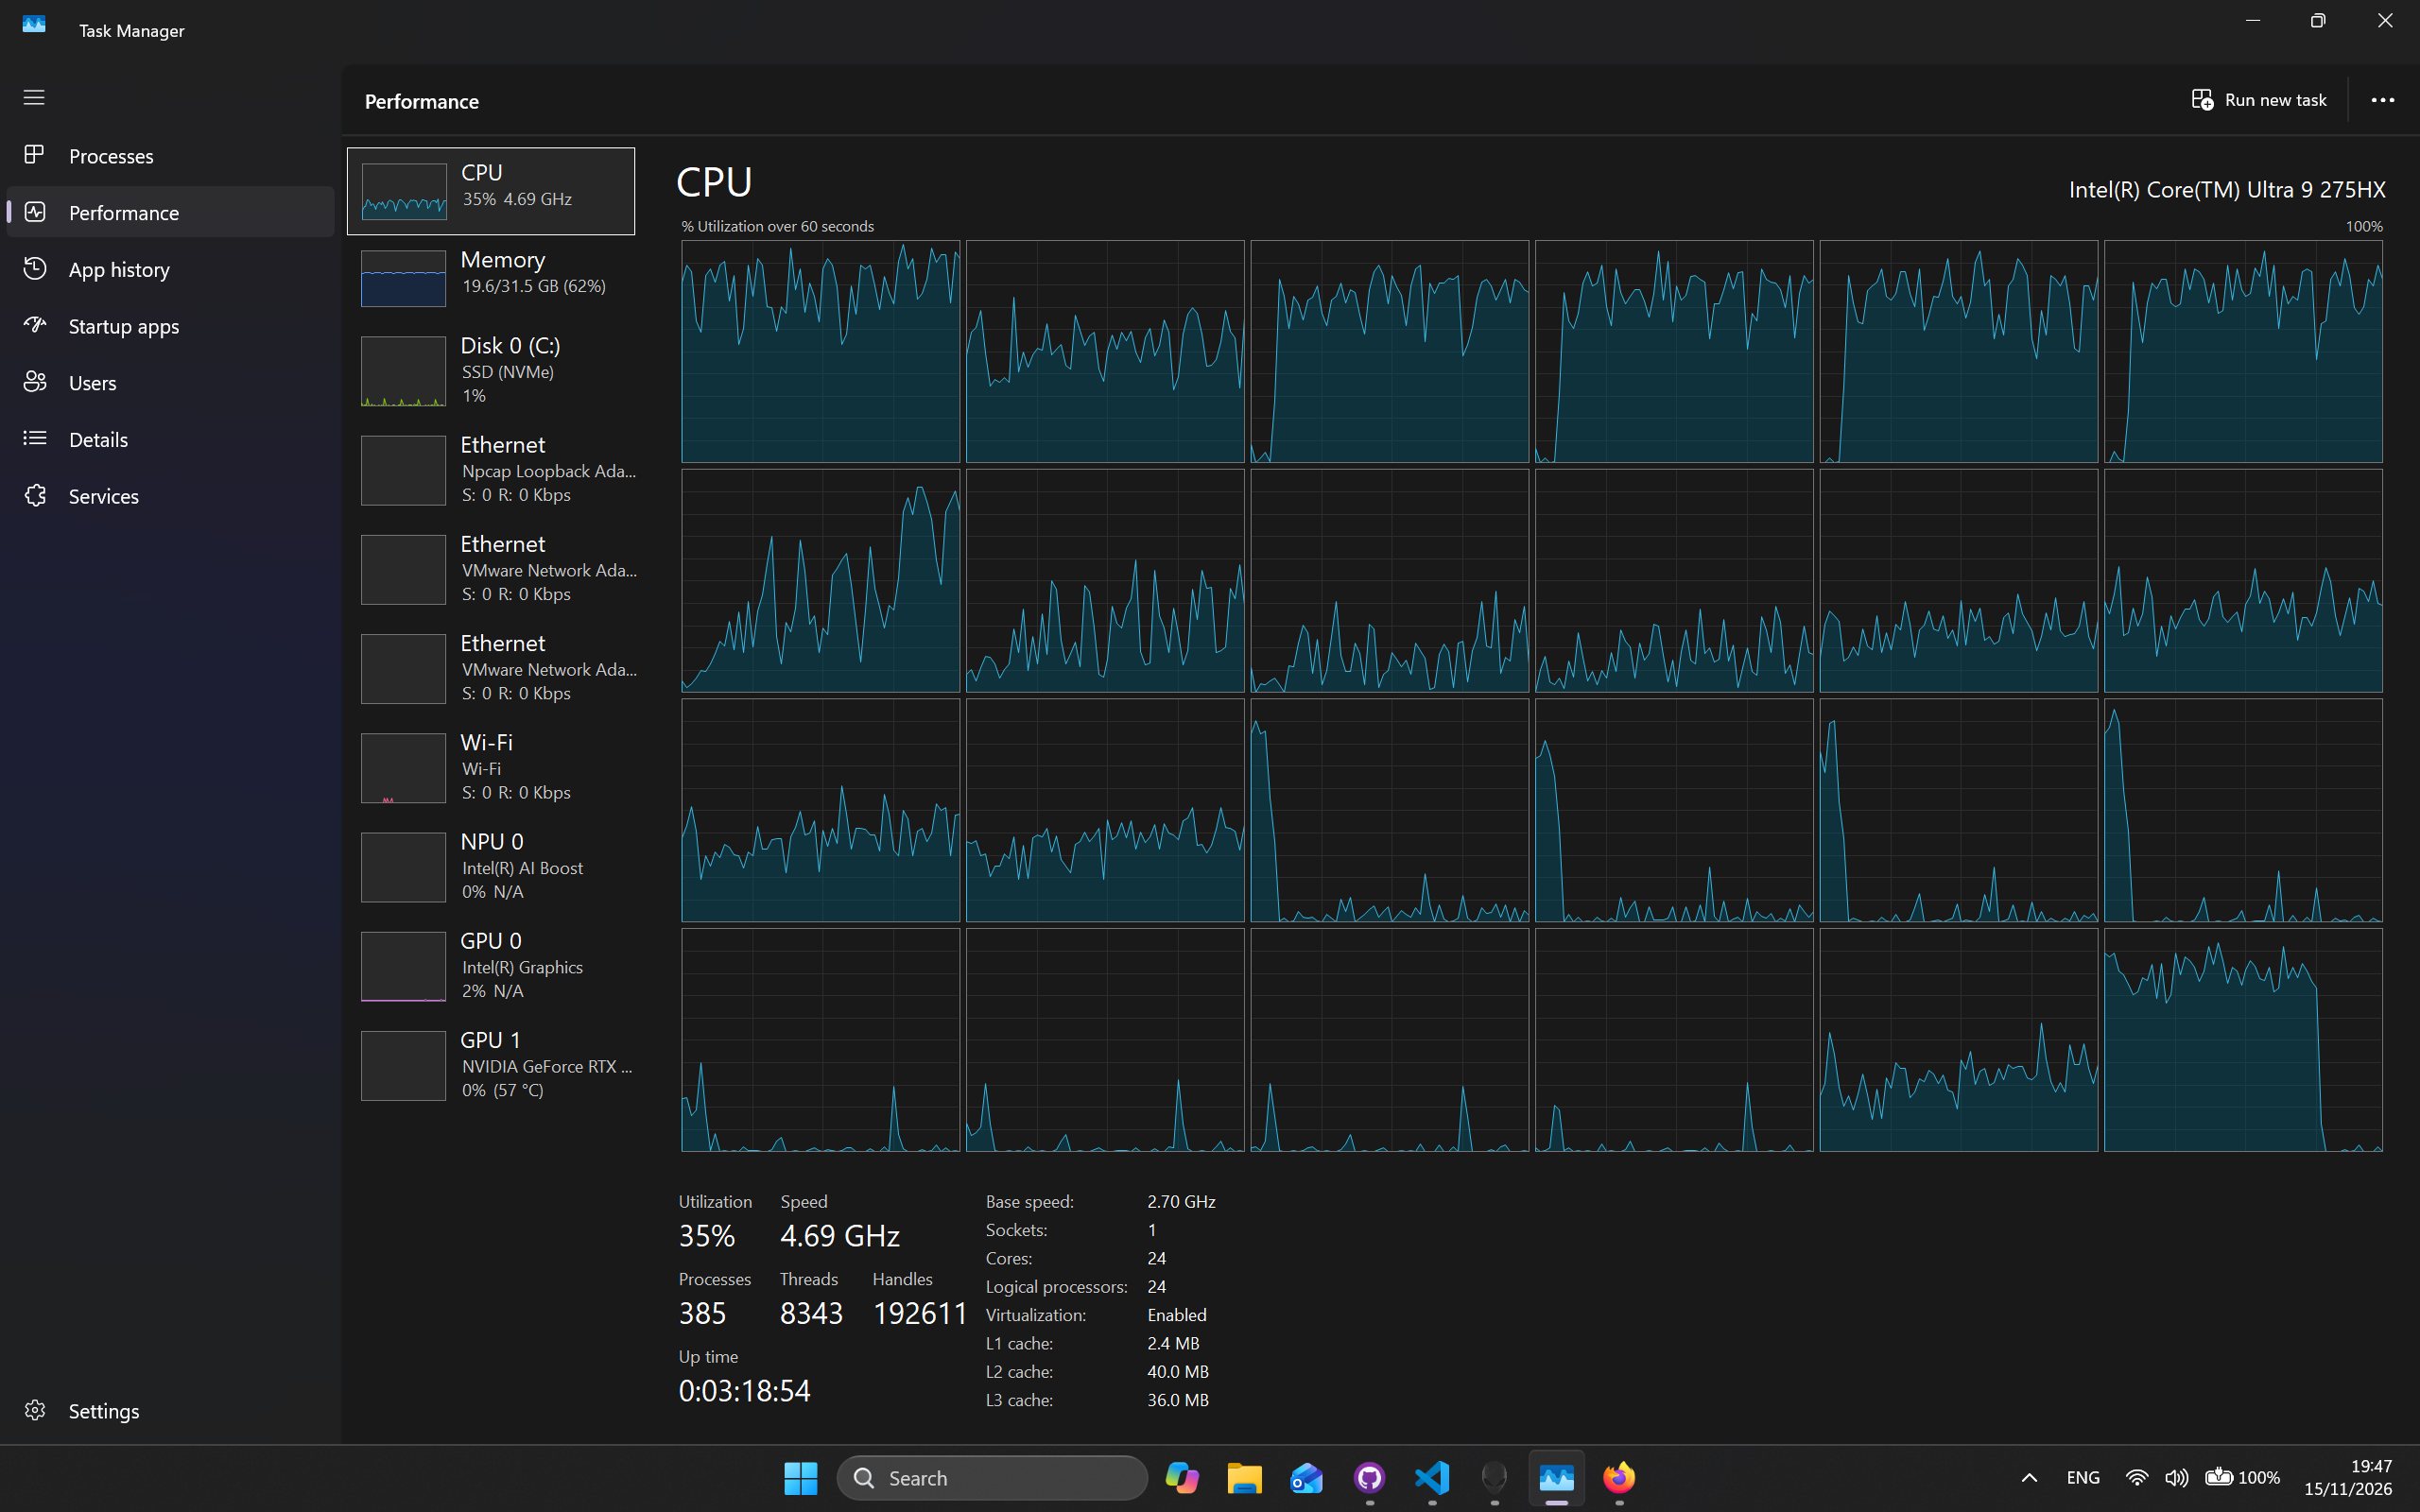 Task Manager
Performance
Run new task
Processes
Performance
App history
Startup apps
Users
Details
Services
Settings
CPU
35% 4.69 GHz
Memory
19.6/31.5 GB (62%)
Disk 0 (C:)
SSD (NVMe)
1%
Ethernet
Npcap Loopback Ada...
S: 0 R: 0 Kbps
Ethernet
VMware Network Ada...
S: 0 R: 0 Kbps
Ethernet
VMware Network Ada...
S: 0 R: 0 Kbps
Wi-Fi
Wi-Fi
S: 0 R: 0 Kbps
NPU 0
Intel(R) AI Boost
0% N/A
GPU 0
Intel(R) Graphics
2% N/A
GPU 1
NVIDIA GeForce RTX ...
0% (57 °C)
CPU
Intel(R) Core(TM) Ultra 9 275HX
% Utilization over 60 seconds
100%
Utilization Speed
35% 4.69 GHz
Processes Threads Handles
385 8343 192611
Up time
0:03:18:54
Base speed: 2.70 GHz
Sockets: 1
Cores: 24
Logical processors: 24
Virtualization: Enabled
L1 cache: 2.4 MB
L2 cache: 40.0 MB
L3 cache: 36.0 MB
Search
ENG
100%
19:47
15/11/2026